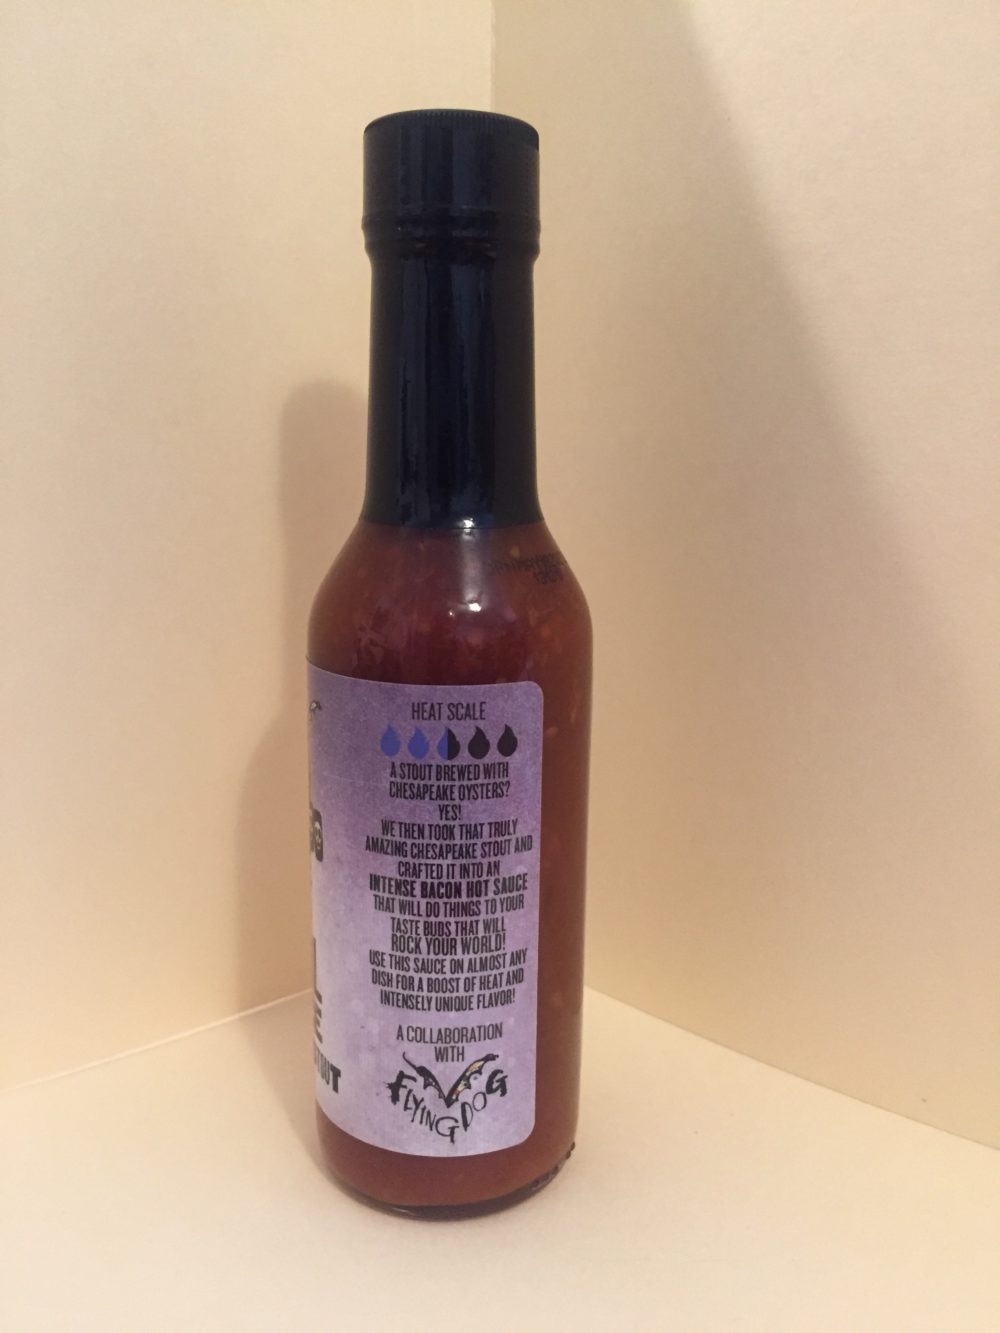 HEAT SCALE
A STOUT BREWED WITH
CHESAPEAKE OYSTERS?
YES!
WE THEN TOOK THAT TRULY
AMAZING CHESAPEAKE STOUT AND
CRAFTED IT INTO AN
INTENSE BACON HOT SAUCE
THAT WILL DO THINGS TO YOUR
TASTE BUDS THAT WILL
ROCK YOUR WORLD!
USE THIS SAUCE ON ALMOST ANY
DISH FOR A BOOST OF HEAT AND
INTENSELY UNIQUE FLAVOR!
A COLLABORATION
WITH
FLYING DOG